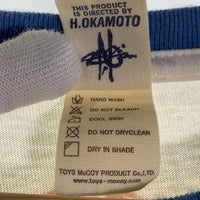 THIS PRODUCT
IS DIRECTED BY
H.OKAMOTO
HAND WASH
DO NOT BLEACH
COOL IRON
DO NOT DRYCLEAN
DRY IN SHADE
TOYS McCOY PRODUCT Co.,LTD.
www.toys-mccoy.com